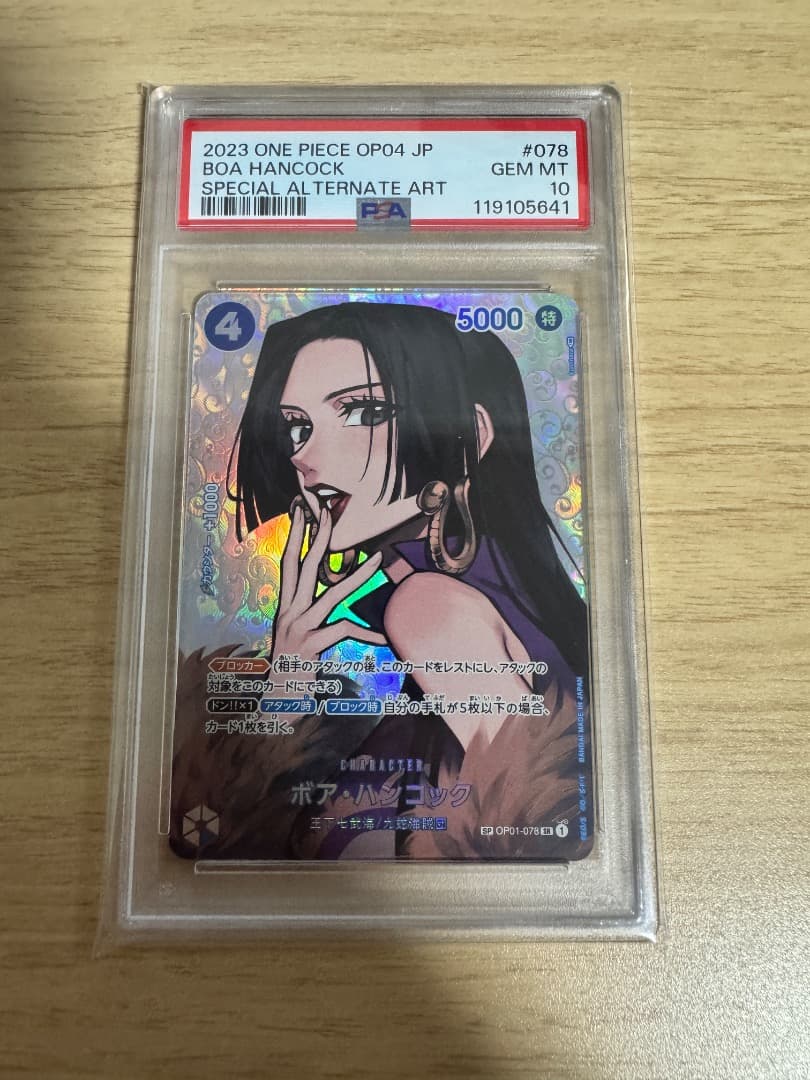 2023 ONE PIECE OP04 JP #078
BOA HANCOCK GEM MT
SPECIAL ALTERNATE ART 10
PSA 119105641
4 5000 特
カウンター +1000
ブロッカー (相手のアタックの後、このカードをレストにし、アタックの
対象をこのカードにできる)
ドン!!×1 アタック時 / ブロック時 自分の手札が5枚以下の場合、
カード1枚を引く。
CHARACTER
ボア・ハンコック
王下七武海/九蛇海賊団
SP OP01-078 SR 1
BANDAI MADE IN JAPAN